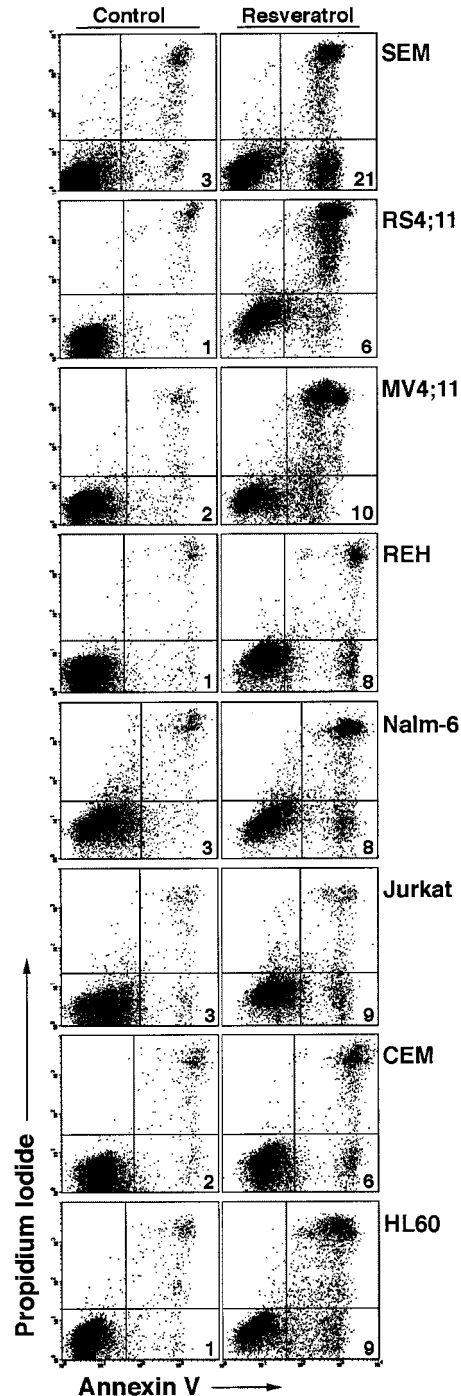 Control Resveratrol
SEM
3 21
RS4;11
1 6
MV4;11
2 10
REH
1 8
Nalm-6
3 8
Jurkat
3 9
CEM
2 6
HL60
1 9
Propidium Iodide
Annexin V